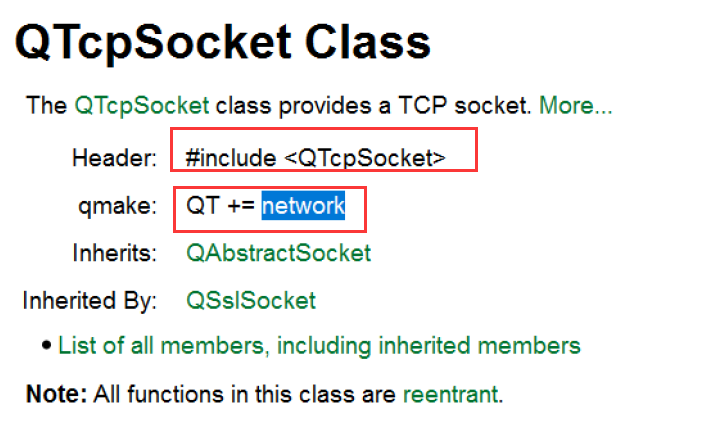 QTcpSocket Class
The QTcpSocket class provides a TCP socket. More...
Header: #include <QTcpSocket>
qmake: QT += network
Inherits: QAbstractSocket
Inherited By: QSslSocket
• List of all members, including inherited members
Note: All functions in this class are reentrant.